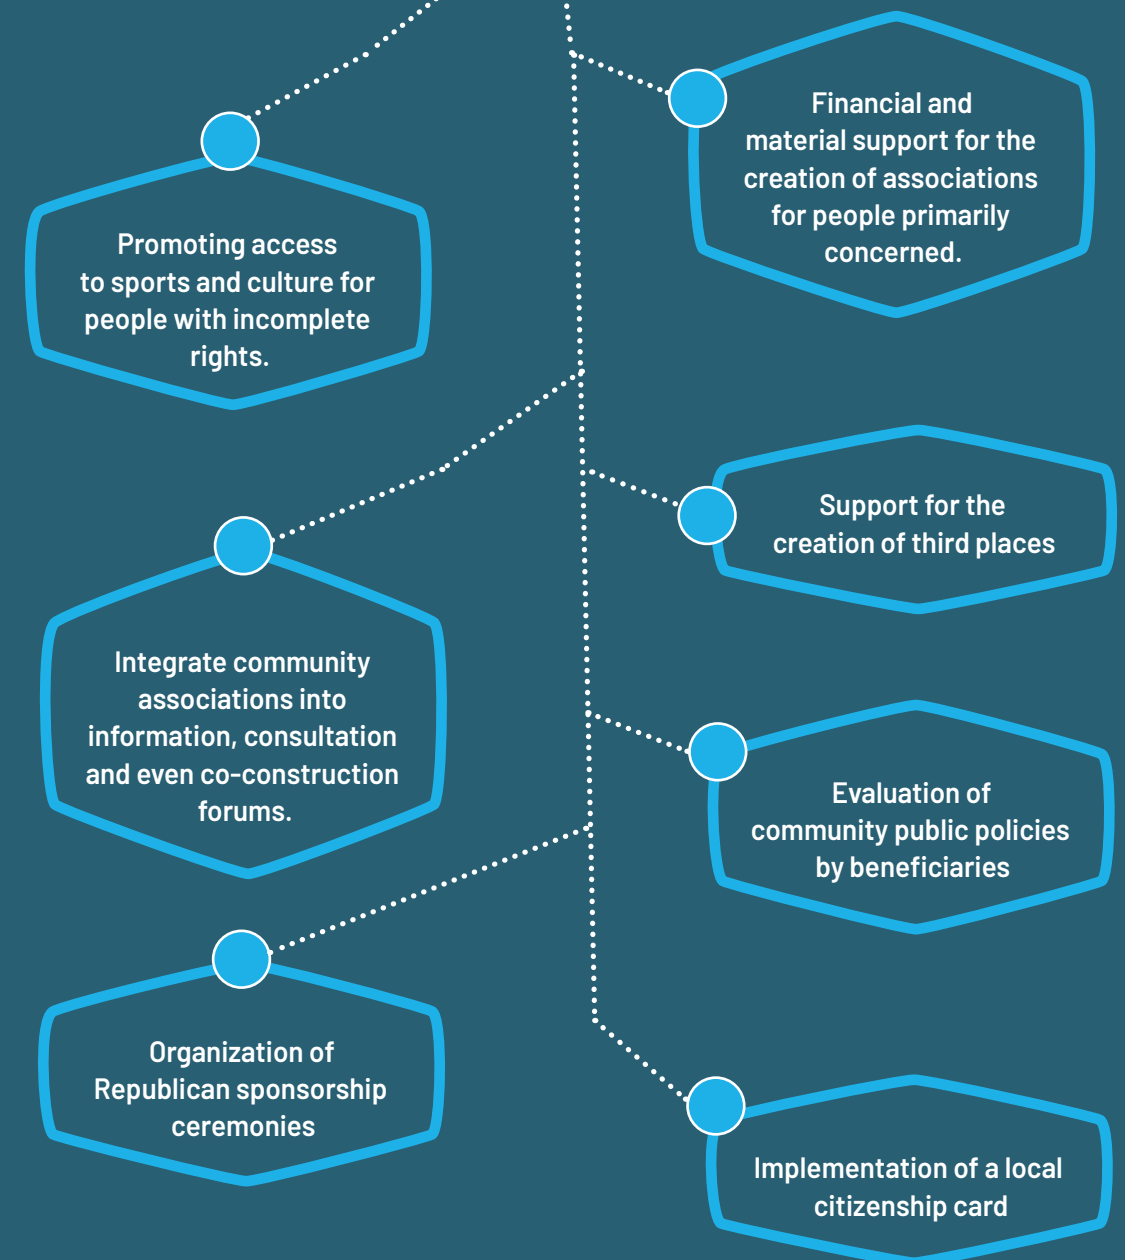 Financial and
material support for the
creation of associations
for people primarily
concerned.
Promoting access
to sports and culture for
people with incomplete
rights.
Support for the
creation of third places
Integrate community
associations into
information, consultation
and even co-construction
forums.
Evaluation of
community public policies
by beneficiaries
Organization of
Republican sponsorship
ceremonies
Implementation of a local
citizenship card